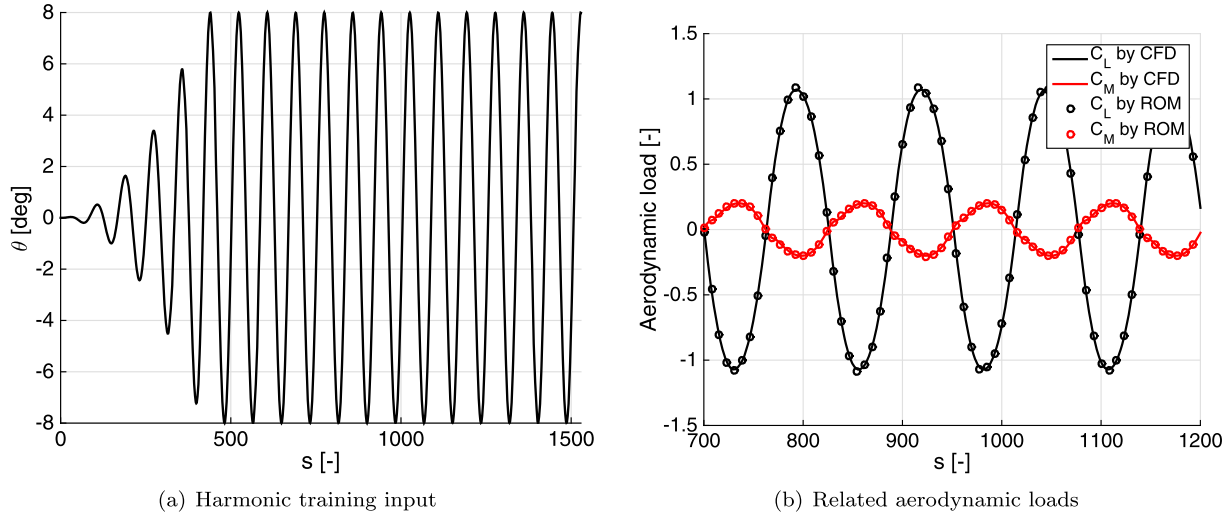 8
6
4
2
0
-2
-4
-6
-8
θ [deg]
0
500
1000
1500
s [-]
(a) Harmonic training input
1.5
1
0.5
0
-0.5
-1
-1.5
Aerodynamic load [-]
700
800
900
1000
1100
1200
s [-]
C_L by CFD
C_M by CFD
C_L by ROM
C_M by ROM
(b) Related aerodynamic loads